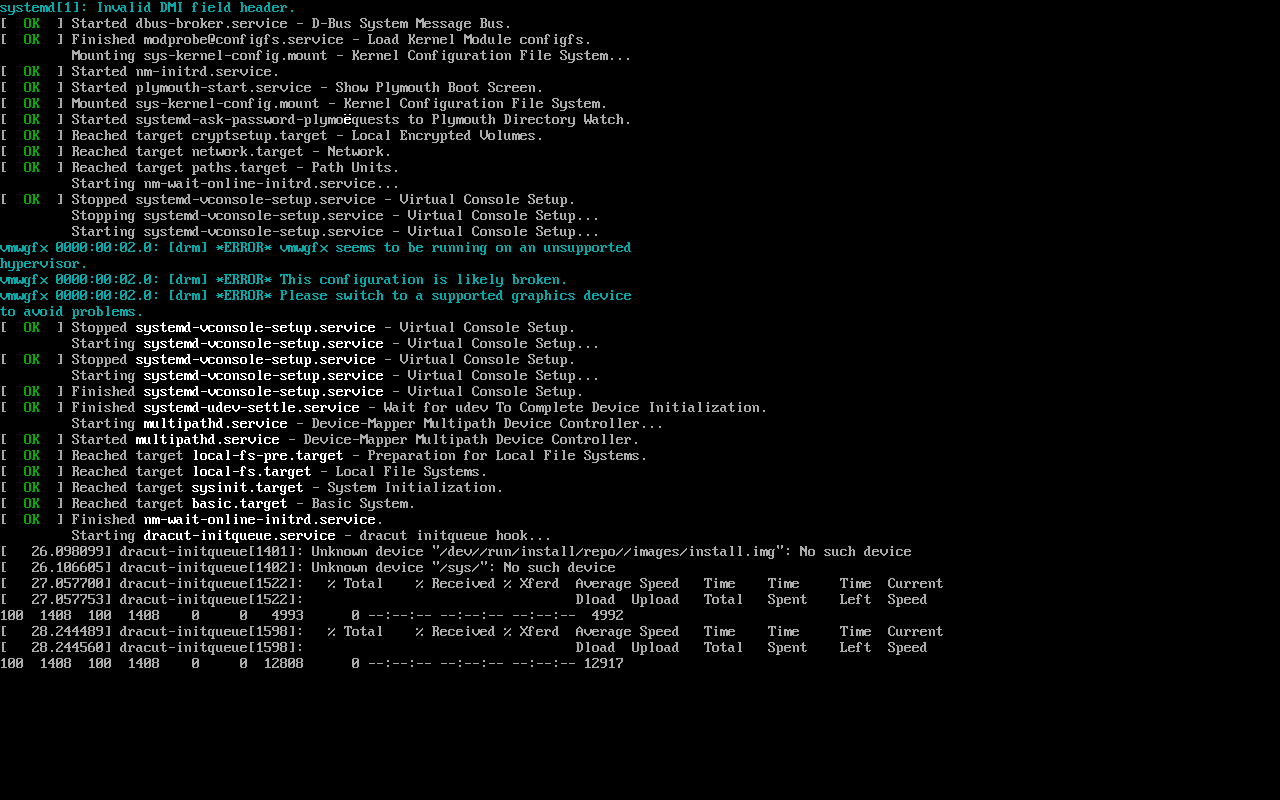 systemd[1]: Invalid DMI field header.
[  OK  ] Started dbus-broker.service - D-Bus System Message Bus.
[  OK  ] Finished modprobe@configfs.service - Load Kernel Module configfs.
         Mounting sys-kernel-config.mount - Kernel Configuration File System...
[  OK  ] Started nm-initrd.service.
[  OK  ] Started plymouth-start.service - Show Plymouth Boot Screen.
[  OK  ] Mounted sys-kernel-config.mount - Kernel Configuration File System.
[  OK  ] Started systemd-ask-password-plymoëquests to Plymouth Directory Watch.
[  OK  ] Reached target cryptsetup.target - Local Encrypted Volumes.
[  OK  ] Reached target network.target - Network.
[  OK  ] Reached target paths.target - Path Units.
         Starting nm-wait-online-initrd.service...
[  OK  ] Stopped systemd-vconsole-setup.service - Virtual Console Setup.
         Stopping systemd-vconsole-setup.service - Virtual Console Setup...
         Starting systemd-vconsole-setup.service - Virtual Console Setup...
vmwgfx 0000:00:02.0: [drm] *ERROR* vmwgfx seems to be running on an unsupported
hypervisor.
vmwgfx 0000:00:02.0: [drm] *ERROR* This configuration is likely broken.
vmwgfx 0000:00:02.0: [drm] *ERROR* Please switch to a supported graphics device
to avoid problems.
[  OK  ] Stopped systemd-vconsole-setup.service - Virtual Console Setup.
         Starting systemd-vconsole-setup.service - Virtual Console Setup...
[  OK  ] Stopped systemd-vconsole-setup.service - Virtual Console Setup.
         Starting systemd-vconsole-setup.service - Virtual Console Setup...
[  OK  ] Finished systemd-vconsole-setup.service - Virtual Console Setup.
[  OK  ] Finished systemd-udev-settle.service - Wait for udev To Complete Device Initialization.
         Starting multipathd.service - Device-Mapper Multipath Device Controller...
[  OK  ] Started multipathd.service - Device-Mapper Multipath Device Controller.
[  OK  ] Reached target local-fs-pre.target - Preparation for Local File Systems.
[  OK  ] Reached target local-fs.target - Local File Systems.
[  OK  ] Reached target sysinit.target - System Initialization.
[  OK  ] Reached target basic.target - Basic System.
[  OK  ] Finished nm-wait-online-initrd.service.
         Starting dracut-initqueue.service - dracut initqueue hook...
[   26.098099] dracut-initqueue[1401]: Unknown device "/dev//run/install/repo//images/install.img": No such device
[   26.106605] dracut-initqueue[1402]: Unknown device "/sys/": No such device
[   27.057700] dracut-initqueue[1522]:   % Total    % Received % Xferd  Average Speed   Time    Time     Time  Current
[   27.057753] dracut-initqueue[1522]:                                  Dload  Upload   Total   Spent    Left  Speed
100  1408  100  1408    0     0   4993      0 --:--:-- --:--:-- --:--:--  4992
[   28.244489] dracut-initqueue[1598]:   % Total    % Received % Xferd  Average Speed   Time    Time     Time  Current
[   28.244560] dracut-initqueue[1598]:                                  Dload  Upload   Total   Spent    Left  Speed
100  1408  100  1408    0     0  12808      0 --:--:-- --:--:-- --:--:-- 12917